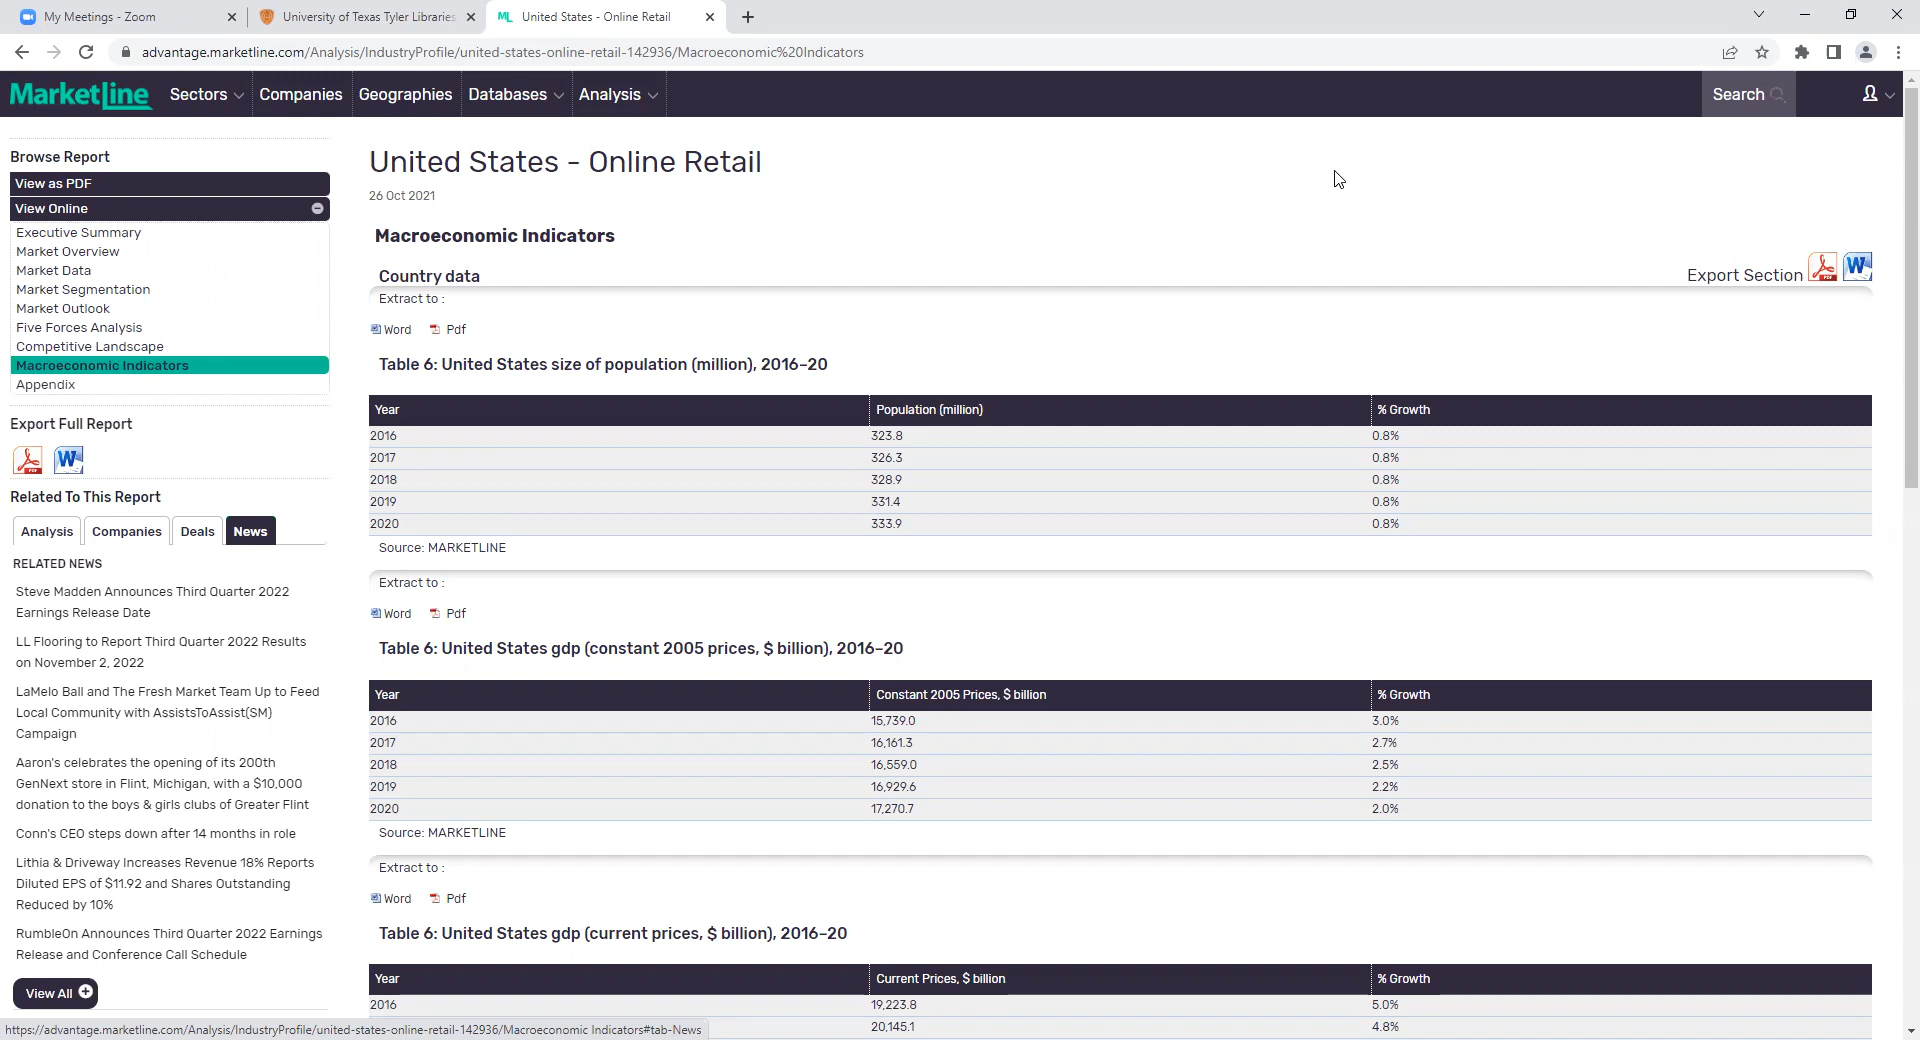 My Meetings - Zoom
University of Texas Tyler Libraries
ML United States - Online Retail
advantage.marketline.com/Analysis/IndustryProfile/united-states-online-retail-142936/Macroeconomic%20Indicators
MarketLine Sectors Companies Geographies Databases Analysis Search
Browse Report
View as PDF
View Online
Executive Summary
Market Overview
Market Data
Market Segmentation
Market Outlook
Five Forces Analysis
Competitive Landscape
Macroeconomic Indicators
Appendix
Export Full Report
PDF W
Related To This Report
Analysis Companies Deals News
RELATED NEWS
Steve Madden Announces Third Quarter 2022
Earnings Release Date
LL Flooring to Report Third Quarter 2022 Results
on November 2, 2022
LaMelo Ball and The Fresh Market Team Up to Feed
Local Community with AssistsToAssist(SM)
Campaign
Aaron's celebrates the opening of its 200th
GenNext store in Flint, Michigan, with a $10,000
donation to the boys & girls clubs of Greater Flint
Conn's CEO steps down after 14 months in role
Lithia & Driveway Increases Revenue 18% Reports
Diluted EPS of $11.92 and Shares Outstanding
Reduced by 10%
RumbleOn Announces Third Quarter 2022 Earnings
Release and Conference Call Schedule
View All
United States - Online Retail
26 Oct 2021
Macroeconomic Indicators
Country data
Export Section PDF W
Extract to :
Word Pdf
Table 6: United States size of population (million), 2016–20
Year Population (million) % Growth
2016 323.8 0.8%
2017 326.3 0.8%
2018 328.9 0.8%
2019 331.4 0.8%
2020 333.9 0.8%
Source: MARKETLINE
Extract to :
Word Pdf
Table 6: United States gdp (constant 2005 prices, $ billion), 2016–20
Year Constant 2005 Prices, $ billion % Growth
2016 15,739.0 3.0%
2017 16,161.3 2.7%
2018 16,559.0 2.5%
2019 16,929.6 2.2%
2020 17,270.7 2.0%
Source: MARKETLINE
Extract to :
Word Pdf
Table 6: United States gdp (current prices, $ billion), 2016–20
Year Current Prices, $ billion % Growth
2016 19,223.8 5.0%
20,145.1 4.8%
https://advantage.marketline.com/Analysis/IndustryProfile/united-states-online-retail-142936/Macroeconomic Indicators#tab-News